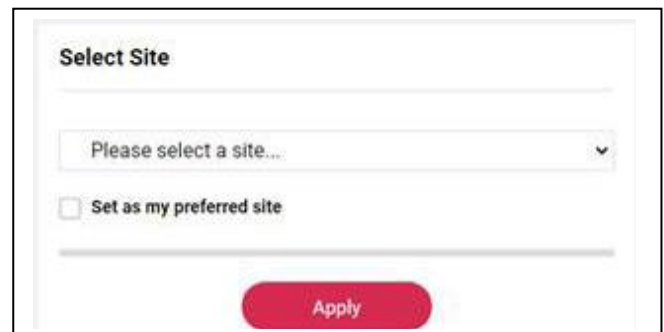 Select Site
Please select a site...
Set as my preferred site
Apply